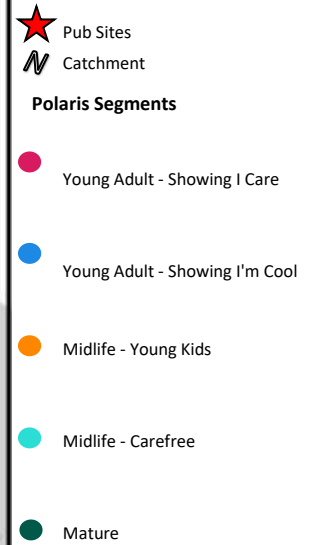 Pub Sites
Catchment
Polaris Segments
Young Adult - Showing I Care
Young Adult - Showing I'm Cool
Midlife - Young Kids
Midlife - Carefree
Mature